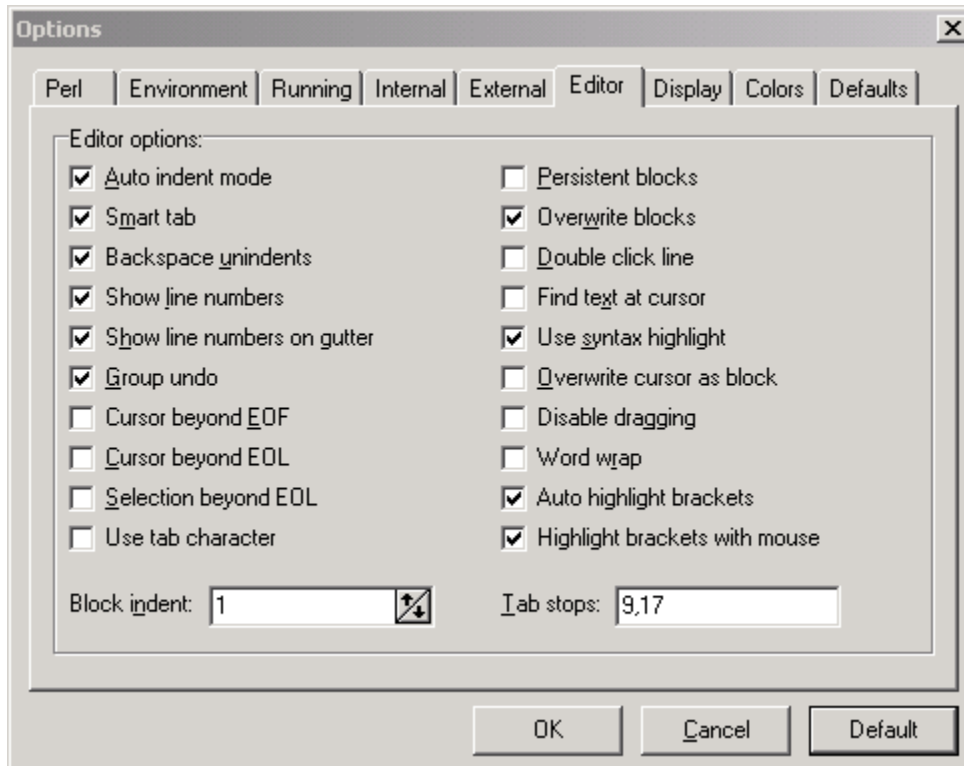 Options
Perl Environment Running Internal External Editor Display Colors Defaults
Editor options:
Auto indent mode
Smart tab
Backspace unindents
Show line numbers
Show line numbers on gutter
Group undo
Cursor beyond EOF
Cursor beyond EOL
Selection beyond EOL
Use tab character
Persistent blocks
Overwrite blocks
Double click line
Find text at cursor
Use syntax highlight
Overwrite cursor as block
Disable dragging
Word wrap
Auto highlight brackets
Highlight brackets with mouse
Block indent: 1
Tab stops: 9,17
OK Cancel Default